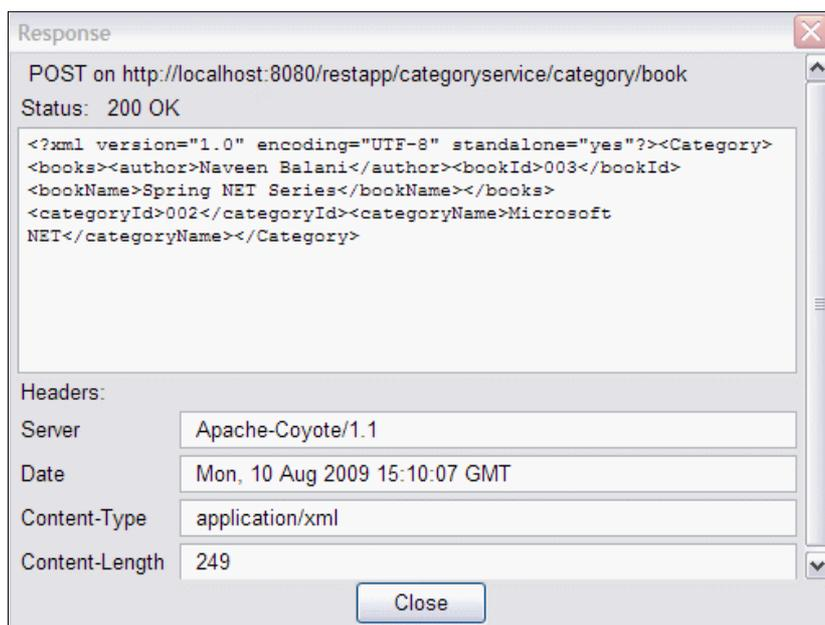 Response
POST on http://localhost:8080/restapp/categoryservice/category/book
Status: 200 OK
<?xml version="1.0" encoding="UTF-8" standalone="yes"?><Category>
<books><author>Naveen Balani</author><bookId>003</bookId>
<bookName>Spring NET Series</bookName></books>
<categoryId>002</categoryId><categoryName>Microsoft
NET</categoryName></Category>
Headers:
Server Apache-Coyote/1.1
Date Mon, 10 Aug 2009 15:10:07 GMT
Content-Type application/xml
Content-Length 249
Close